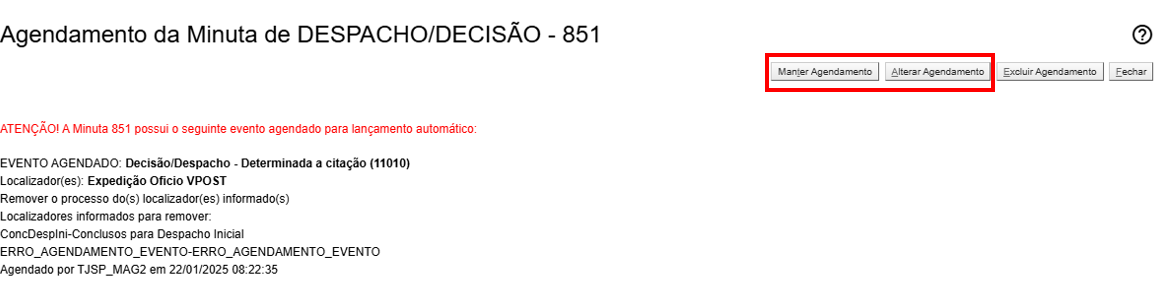 Agendamento da Minuta de DESPACHO/DECISÃO - 851
?
Manter Agendamento Alterar Agendamento Excluir Agendamento Fechar
ATENÇÃO! A Minuta 851 possui o seguinte evento agendado para lançamento automático:
EVENTO AGENDADO: Decisão/Despacho - Determinada a citação (11010)
Localizador(es): Expedição Oficio VPOST
Remover o processo do(s) localizador(es) informado(s)
Localizadores informados para remover:
ConcDespIni-Conclusos para Despacho Inicial
ERRO_AGENDAMENTO_EVENTO-ERRO_AGENDAMENTO_EVENTO
Agendado por TJSP_MAG2 em 22/01/2025 08:22:35